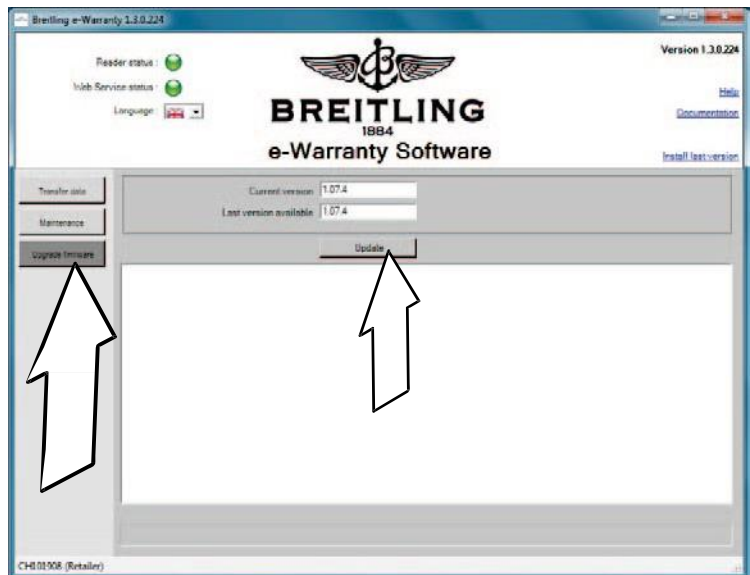 Breitling e-Warranty 1.3.0.224
Version 1.3.0.224
Reader status :
Web Service status :
Language :
Help
Documentation
Install last version
BREITLING
1884
e-Warranty Software
Transfer data
Maintenance
Upgrade firmware
Current version 1.07.4
Last version available 1.07.4
Update
CH101908 (Retailer)